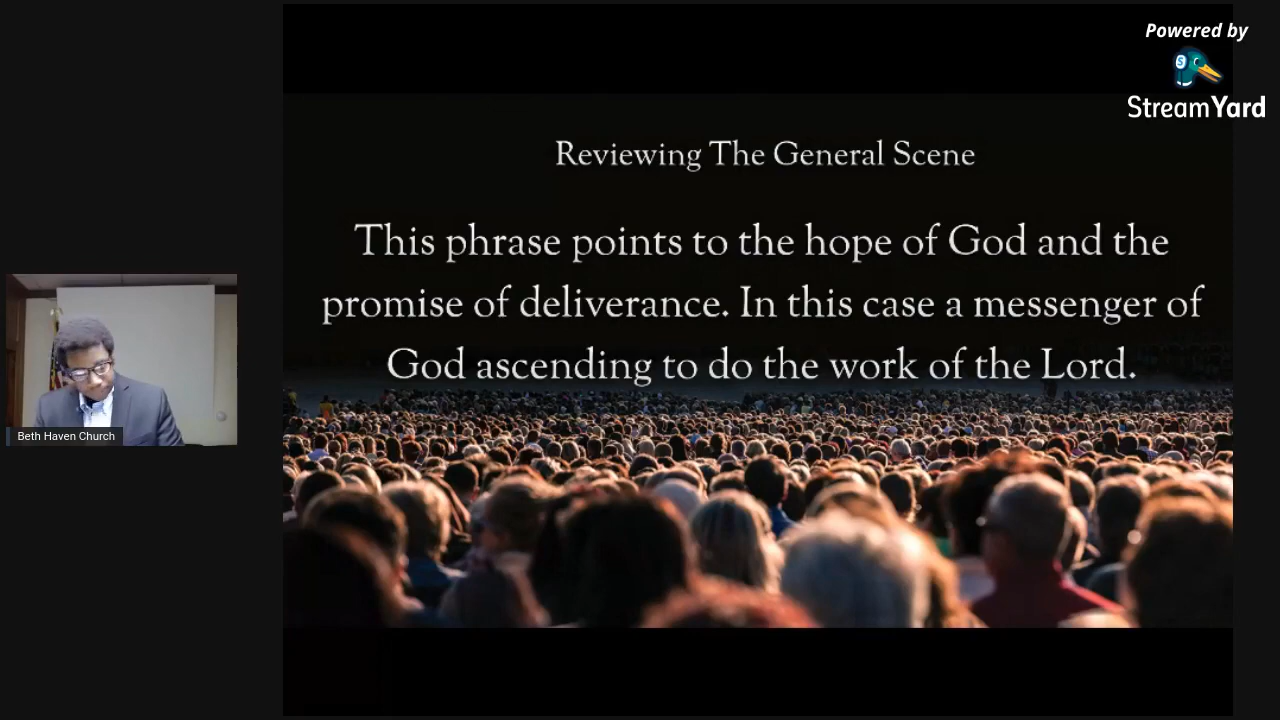 Powered by
StreamYard
Reviewing The General Scene
This phrase points to the hope of God and the
promise of deliverance. In this case a messenger of
God ascending to do the work of the Lord.
Beth Haven Church